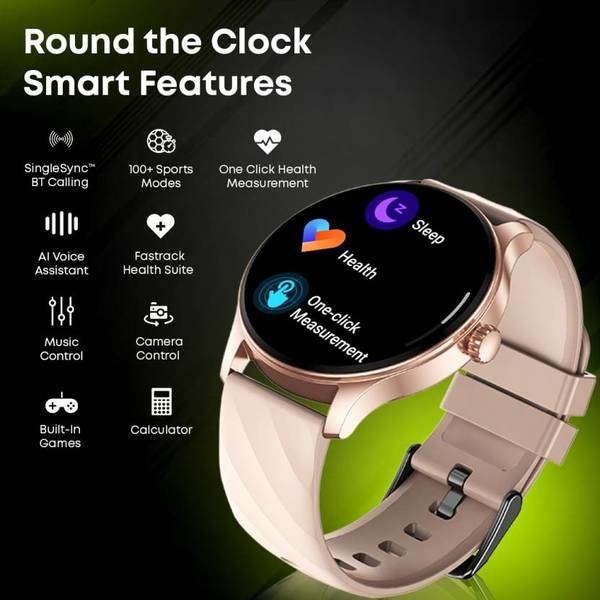 Round the Clock
Smart Features
SingleSync™
BT Calling
100+ Sports
Modes
One Click Health
Measurement
AI Voice
Assistant
Fastrack
Health Suite
Music
Control
Camera
Control
Built-In
Games
Calculator
Sleep
Health
One-click
Measurement